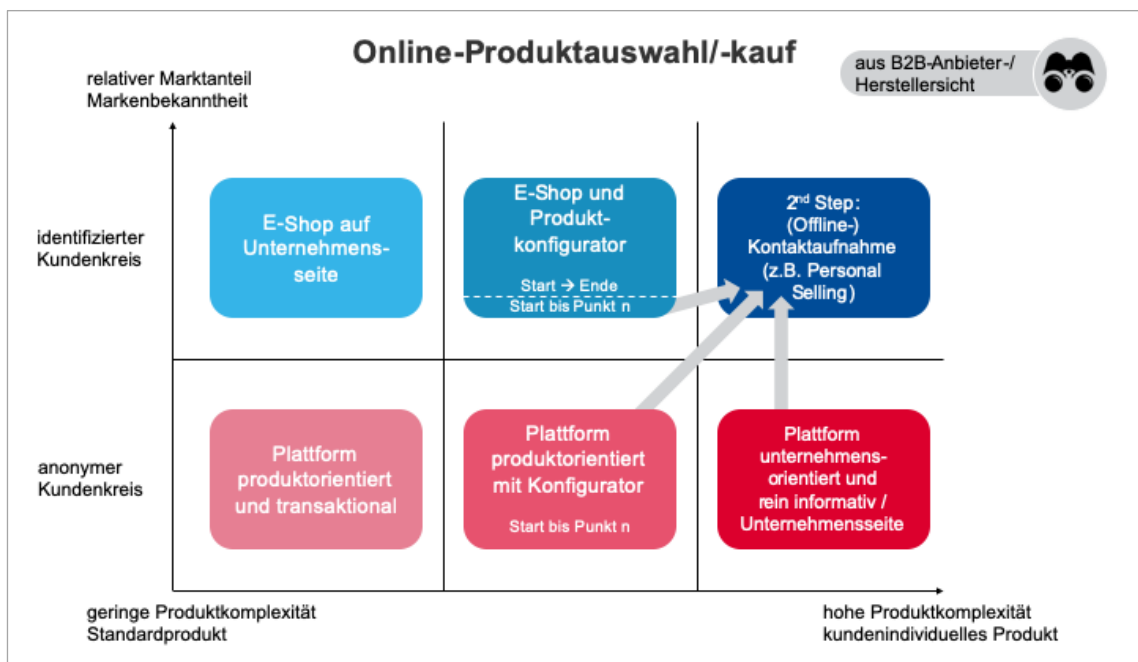 Online-Produktauswahl/-kauf
aus B2B-Anbieter-/
Herstellersicht
relativer Marktanteil
Markenbekanntheit
identifizierter
Kundenkreis
E-Shop auf
Unternehmens-
seite
E-Shop und
Produkt-
konfigurator
Start → Ende
Start bis Punkt n
2nd Step:
(Offline-)
Kontaktaufnahme
(z.B. Personal
Selling)
anonymer
Kundenkreis
Plattform
produktorientiert
und transaktional
Plattform
produktorientiert
mit Konfigurator
Start bis Punkt n
Plattform
unternehmens-
orientiert und
rein informativ /
Unternehmensseite
geringe Produktkomplexität
Standardprodukt
hohe Produktkomplexität
kundenindividuelles Produkt